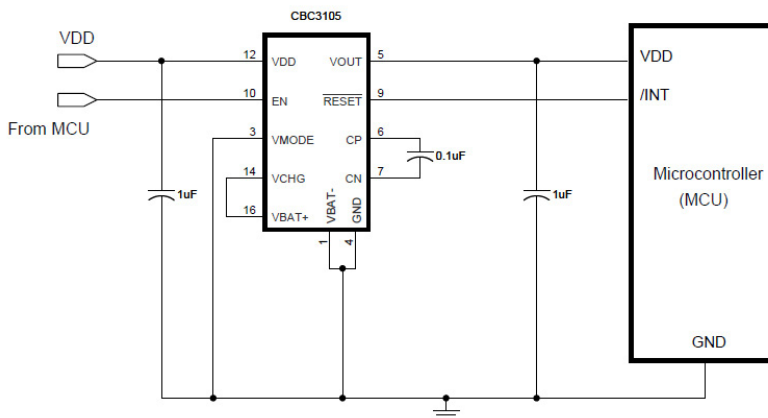 CBC3105
VDD
12 VDD VOUT 5
VDD
10 EN RESET 9
/INT
From MCU
3 VMODE CP 6
0.1uF
14 VCHG CN 7
Microcontroller
(MCU)
1uF
1uF
16 VBAT+
VBAT-
GND
1
4
GND